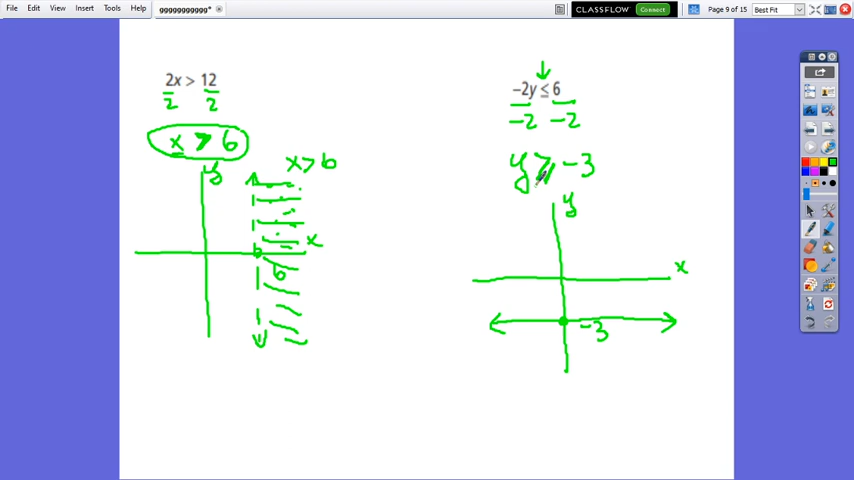 File Edit View Insert Tools Help
ggggggggggg*
CLASSFLOW Connect
Page 9 of 15
Best Fit
2x > 12
2 2
x > 6
y
x > 6
x
6
-2y ≤ 6
-2 -2
y ≥ -3
y
x
-3